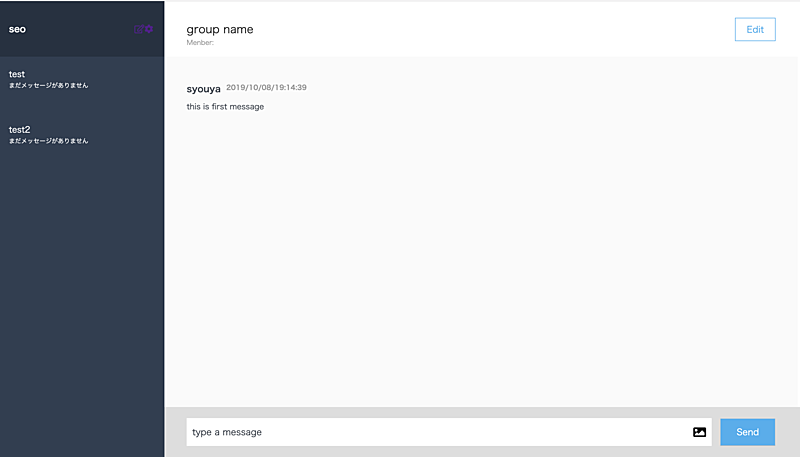 seo
test
まだメッセージがありません
test2
まだメッセージがありません
group name
Menber:
Edit
syouya 2019/10/08/19:14:39
this is first message
type a message
Send